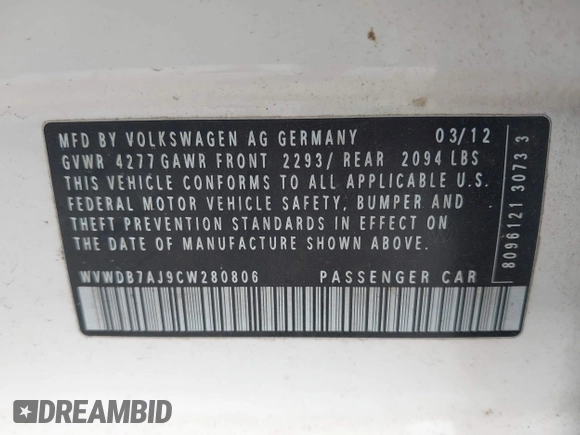 MFD BY VOLKSWAGEN AG GERMANY 03/12
GVWR 4277 GAWR FRONT 2293/ REAR 2094 LBS
THIS VEHICLE CONFORMS TO ALL APPLICABLE U.S.
FEDERAL MOTOR VEHICLE SAFETY, BUMPER AND
THEFT PREVENTION STANDARDS IN EFFECT ON
THE DATE OF MANUFACTURE SHOWN ABOVE.
WVWDB7AJ9CW280806 PASSENGER CAR
8096121 3073 3
DREAMBID